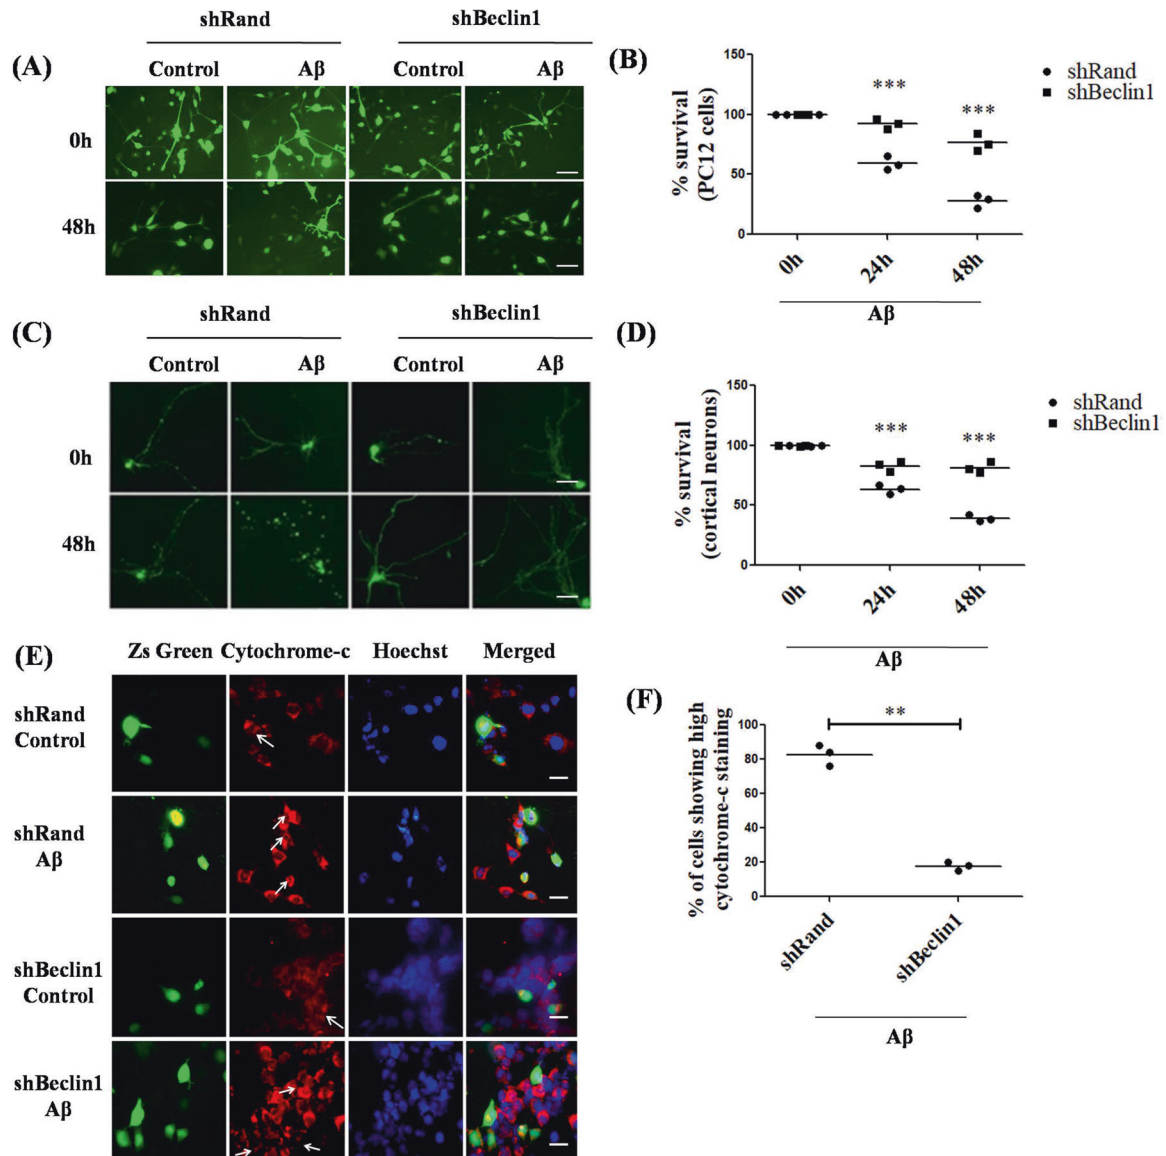 shRand shBeclin1
(A) Control Aβ Control Aβ
0h
48h
(B)
% survival
(PC12 cells)
150
100
50
0
***
***
shRand
shBeclin1
0h 24h 48h
Aβ
(C) shRand shBeclin1
Control Aβ Control Aβ
0h
48h
(D)
% survival
(cortical neurons)
150
100
50
0
***
***
shRand
shBeclin1
0h 24h 48h
Aβ
(E) Zs Green Cytochrome-c Hoechst Merged
shRand
Control
shRand
Aβ
shBeclin1
Control
shBeclin1
Aβ
(F)
% of cells showing high
cytochrome-c staining
100
80
60
40
20
0
**
shRand shBeclin1
Aβ